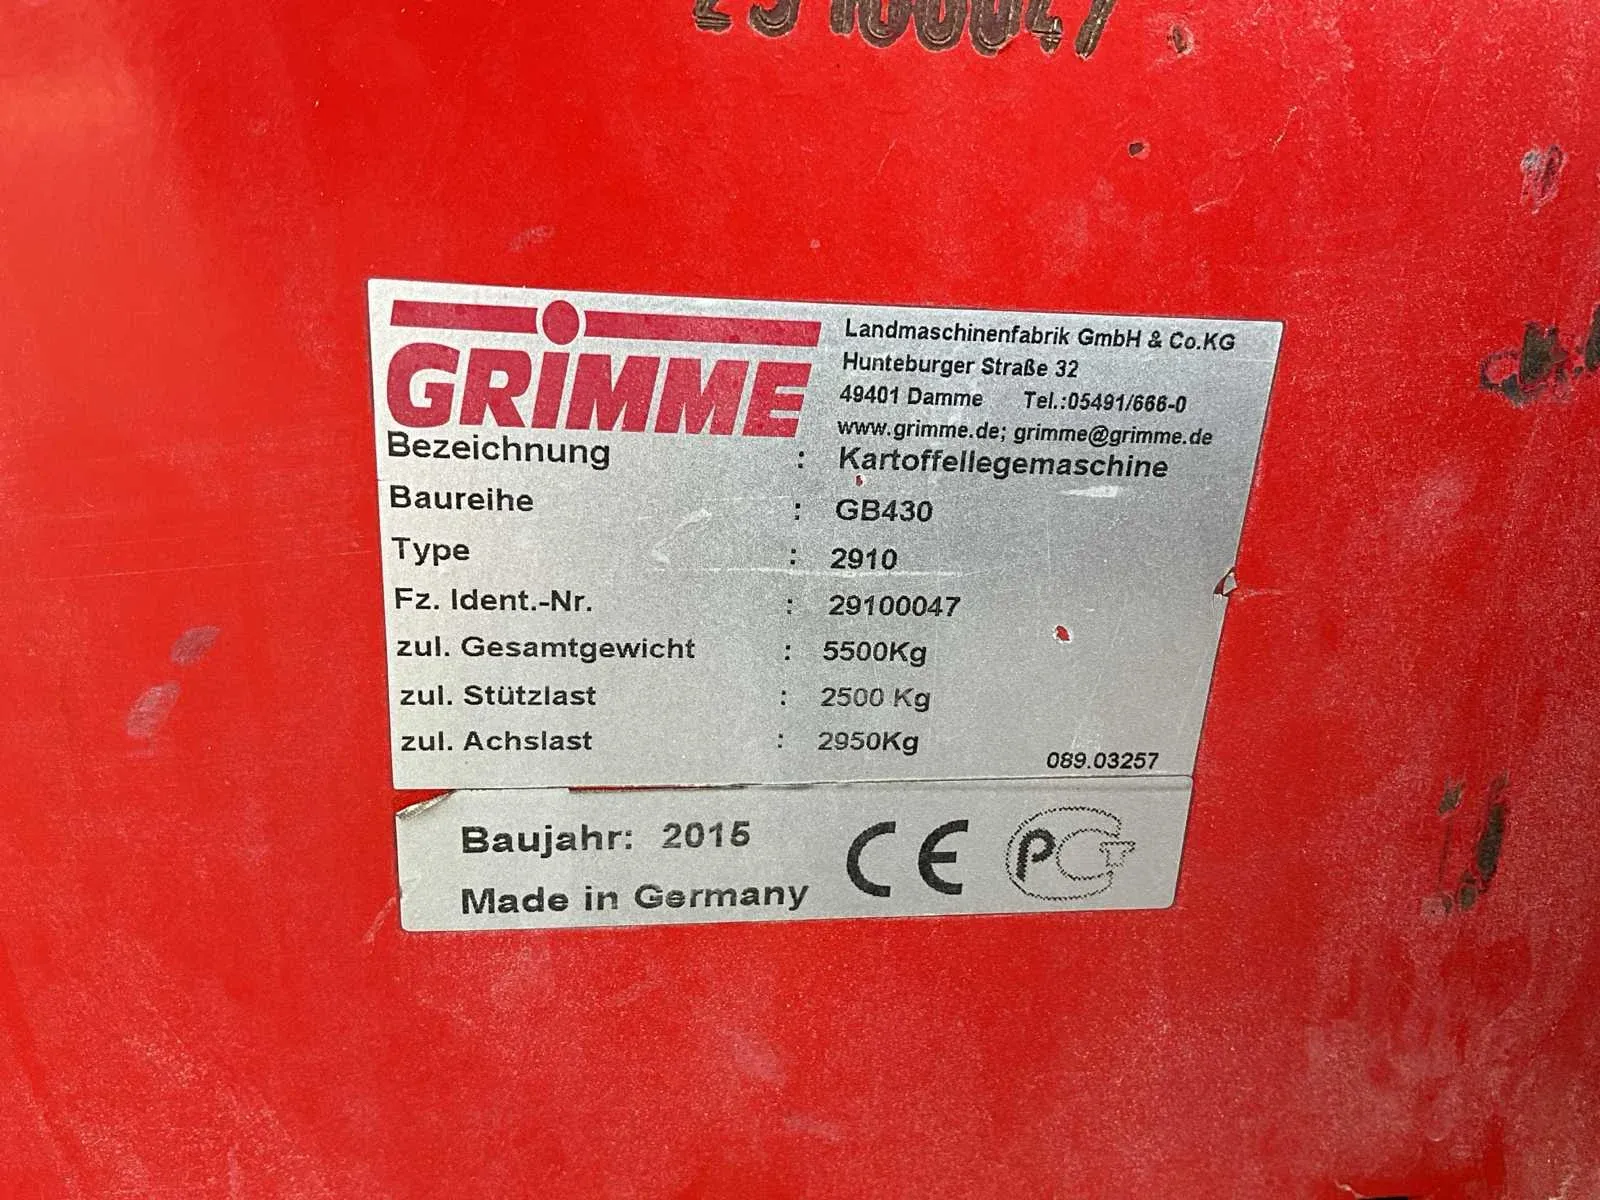 29100047
GRIMME
Landmaschinenfabrik GmbH & Co.KG
Hunteburger Straße 32
49401 Damme Tel.:05491/666-0
www.grimme.de; grimme@grimme.de
Bezeichnung : Kartoffellegemaschine
Baureihe : GB430
Type : 2910
Fz. Ident.-Nr. : 29100047
zul. Gesamtgewicht : 5500Kg
zul. Stützlast : 2500 Kg
zul. Achslast : 2950Kg
089.03257
Baujahr: 2015
Made in Germany
CE PCT